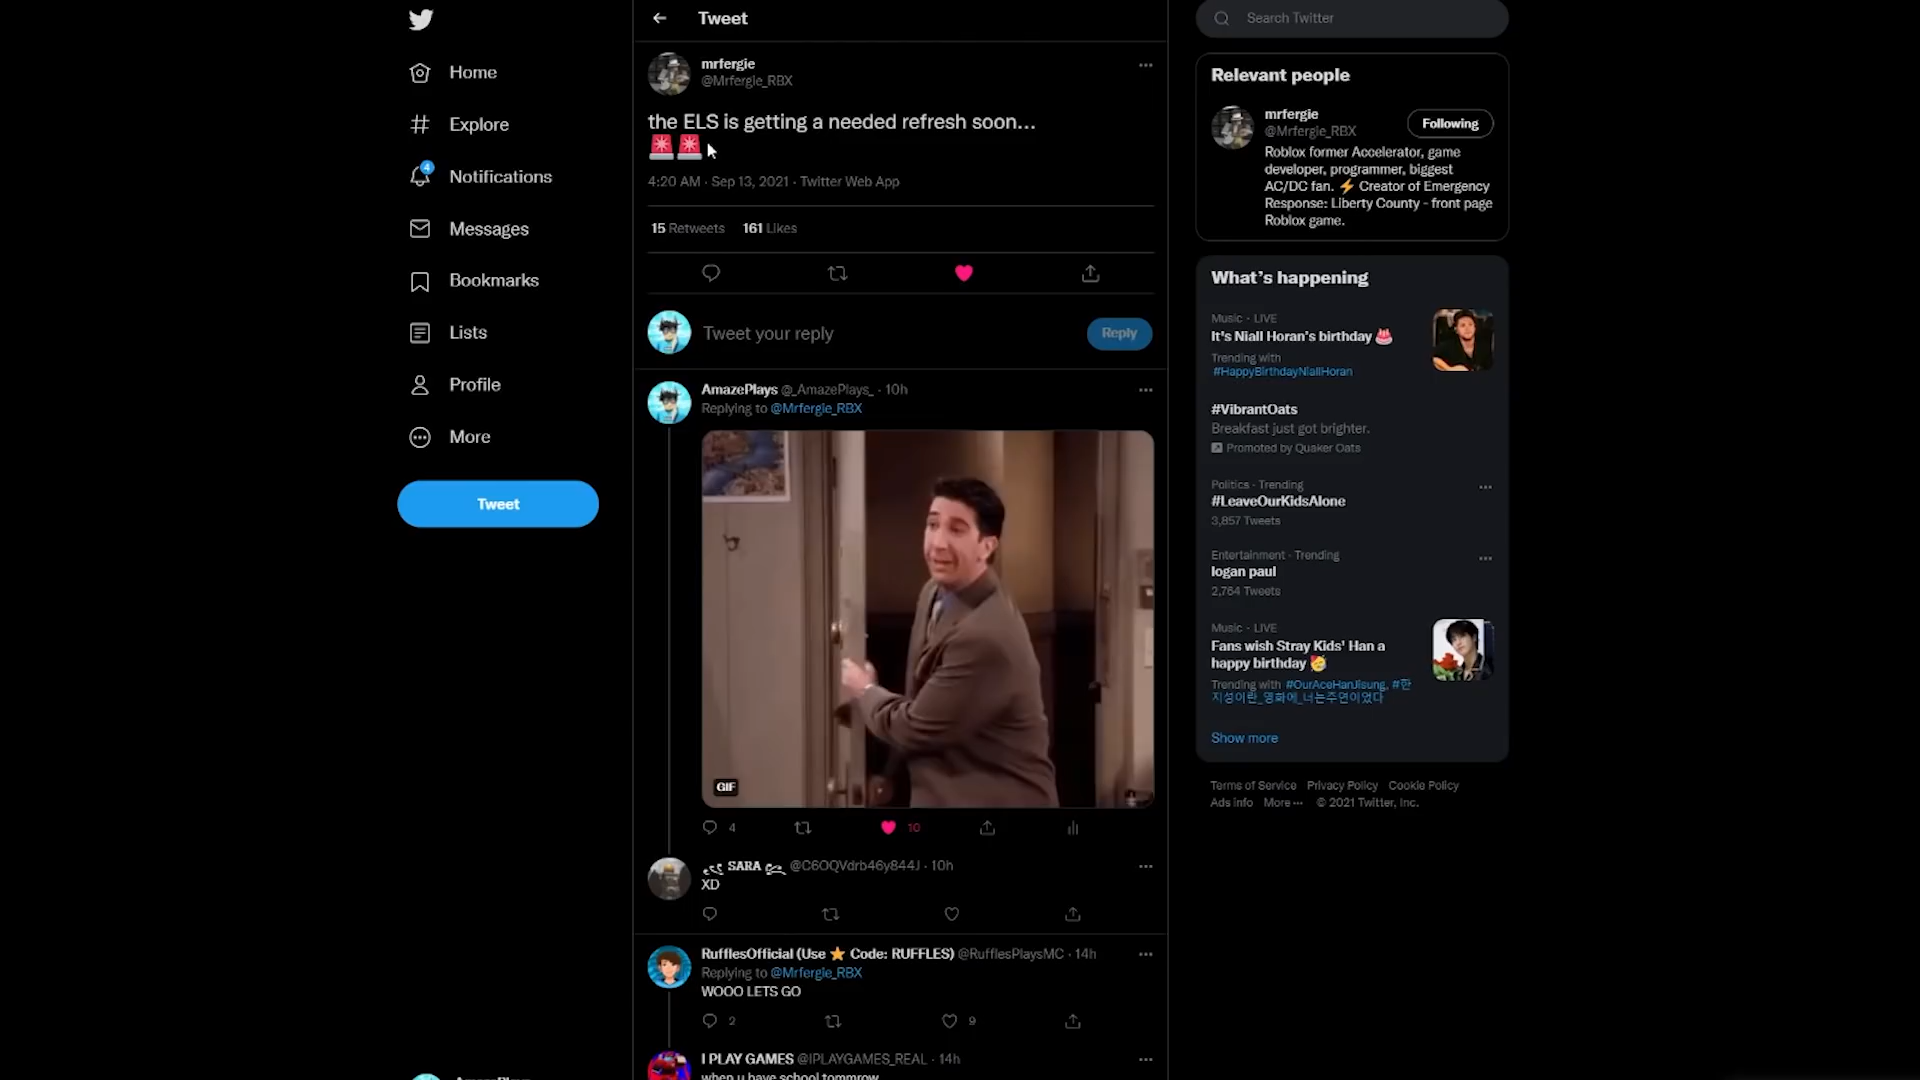 Home
Explore
4
Notifications
Messages
Bookmarks
Lists
Profile
More
Tweet
Tweet
mrfergie
@Mrfergie_RBX
the ELS is getting a needed refresh soon...
🚨🚨
4:20 AM · Sep 13, 2021 · Twitter Web App
15 Retweets 161 Likes
Tweet your reply
Reply
AmazePlays @_AmazePlays_ · 10h
Replying to @Mrfergie_RBX
GIF
4
10
SARA @C6OQVdrb46y844J · 10h
XD
RufflesOfficial (Use ⭐ Code: RUFFLES) @RufflesPlaysMC · 14h
Replying to @Mrfergie_RBX
WOOO LETS GO
2
9
I PLAY GAMES @IPLAYGAMES_REAL · 14h
when u have school tommrow
Search Twitter
Relevant people
mrfergie
@Mrfergie_RBX
Following
Roblox former Accelerator, game
developer, programmer, biggest
AC/DC fan. ⚡ Creator of Emergency
Response: Liberty County - front page
Roblox game.
What's happening
Music · LIVE
It's Niall Horan's birthday 🎂
Trending with
#HappyBirthdayNiallHoran
#VibrantOats
Breakfast just got brighter.
Promoted by Quaker Oats
Politics · Trending
#LeaveOurKidsAlone
3,857 Tweets
Entertainment · Trending
logan paul
2,764 Tweets
Music · LIVE
Fans wish Stray Kids' Han a
happy birthday 🥳
Trending with #OurAceHanJisung, #한
지성이란_영화에_너는주연이었다
Show more
Terms of Service Privacy Policy Cookie Policy
Ads info More ··· © 2021 Twitter, Inc.